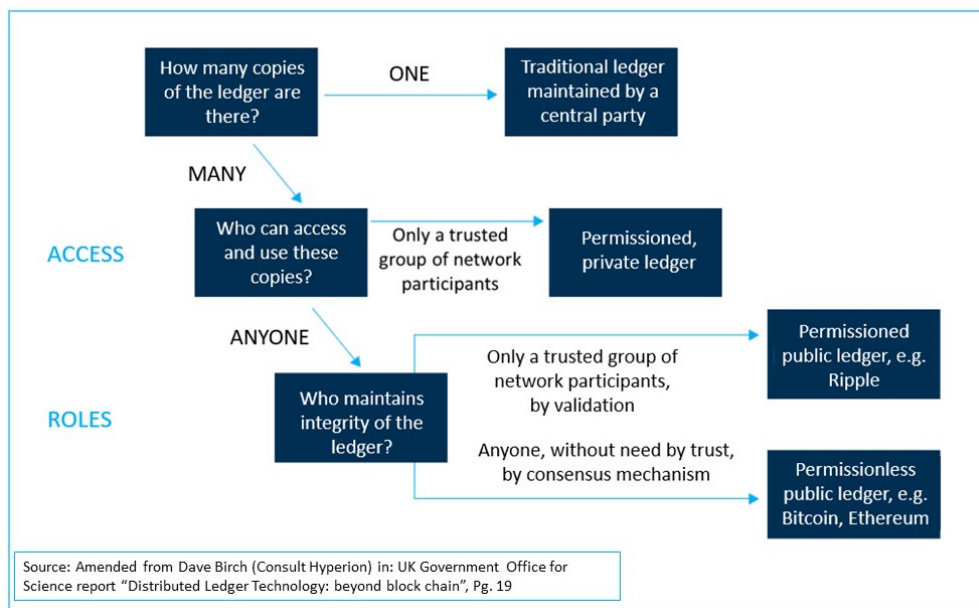 How many copies
of the ledger are
there?
ONE
Traditional ledger
maintained by a
central party
MANY
ACCESS
Who can access
and use these
copies?
Only a trusted
group of network
participants
Permissioned,
private ledger
ANYONE
ROLES
Who maintains
integrity of the
ledger?
Only a trusted group of
network participants,
by validation
Permissioned
public ledger, e.g.
Ripple
Anyone, without need by trust,
by consensus mechanism
Permissionless
public ledger, e.g.
Bitcoin, Ethereum
Source: Amended from Dave Birch (Consult Hyperion) in: UK Government Office for
Science report “Distributed Ledger Technology: beyond block chain”, Pg. 19